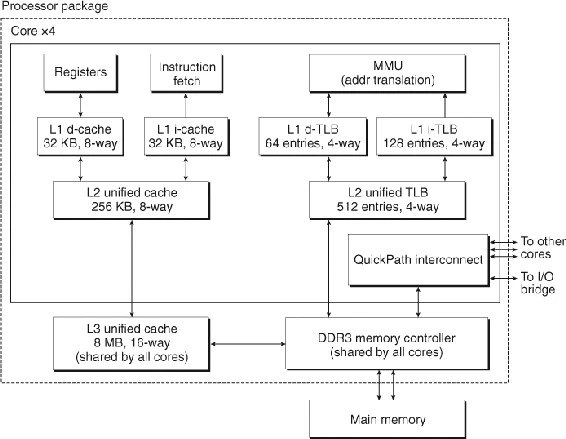 Processor package
Core x4
Registers
Instruction
fetch
MMU
(addr translation)
L1 d-cache
32 KB, 8-way
L1 i-cache
32 KB, 8-way
L1 d-TLB
64 entries, 4-way
L1 i-TLB
128 entries, 4-way
L2 unified cache
256 KB, 8-way
L2 unified TLB
512 entries, 4-way
QuickPath interconnect
To other
cores
To I/O
bridge
L3 unified cache
8 MB, 16-way
(shared by all cores)
DDR3 memory controller
(shared by all cores)
Main memory